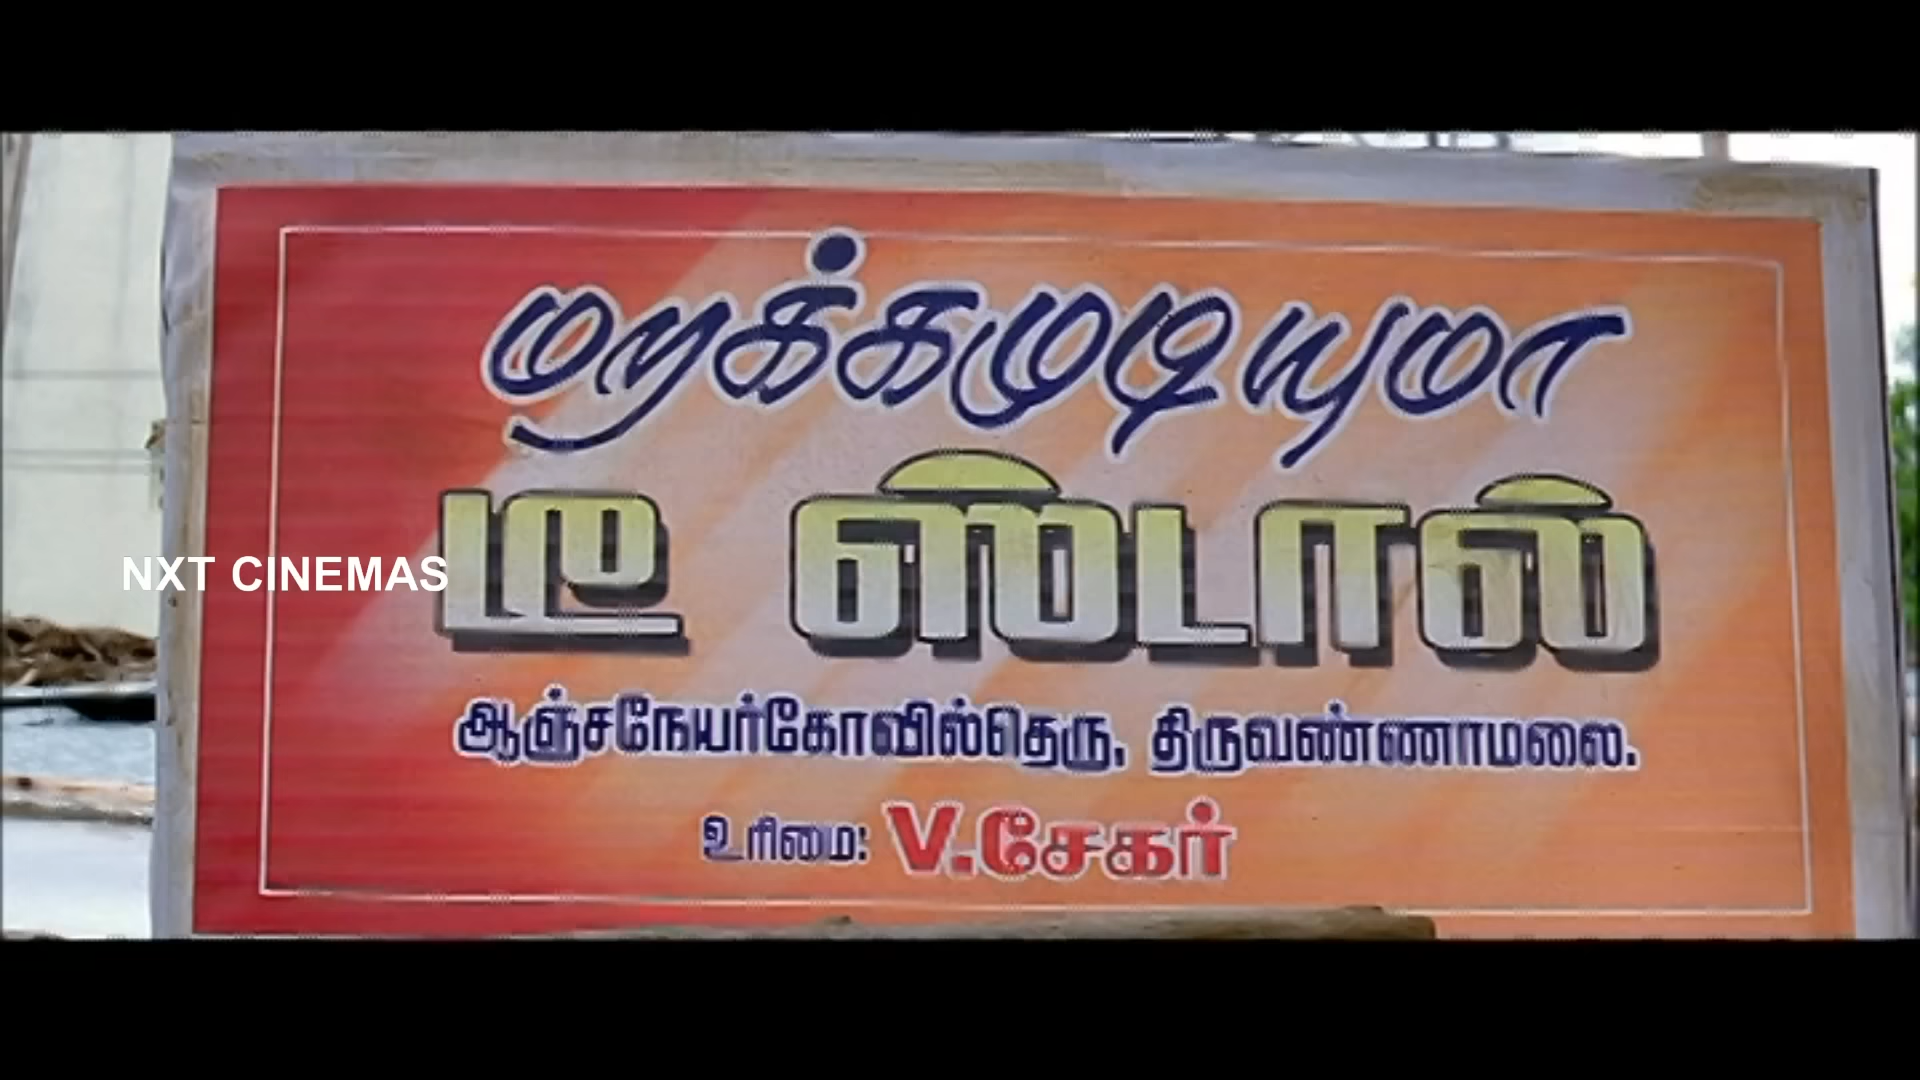 மறக்கமுடியுமா
டீ ஸ்டால்
NXT CINEMAS
ஆஞ்சநேயர்கோவில்தெரு, திருவண்ணாமலை.
உரிமை: V.சேகர்